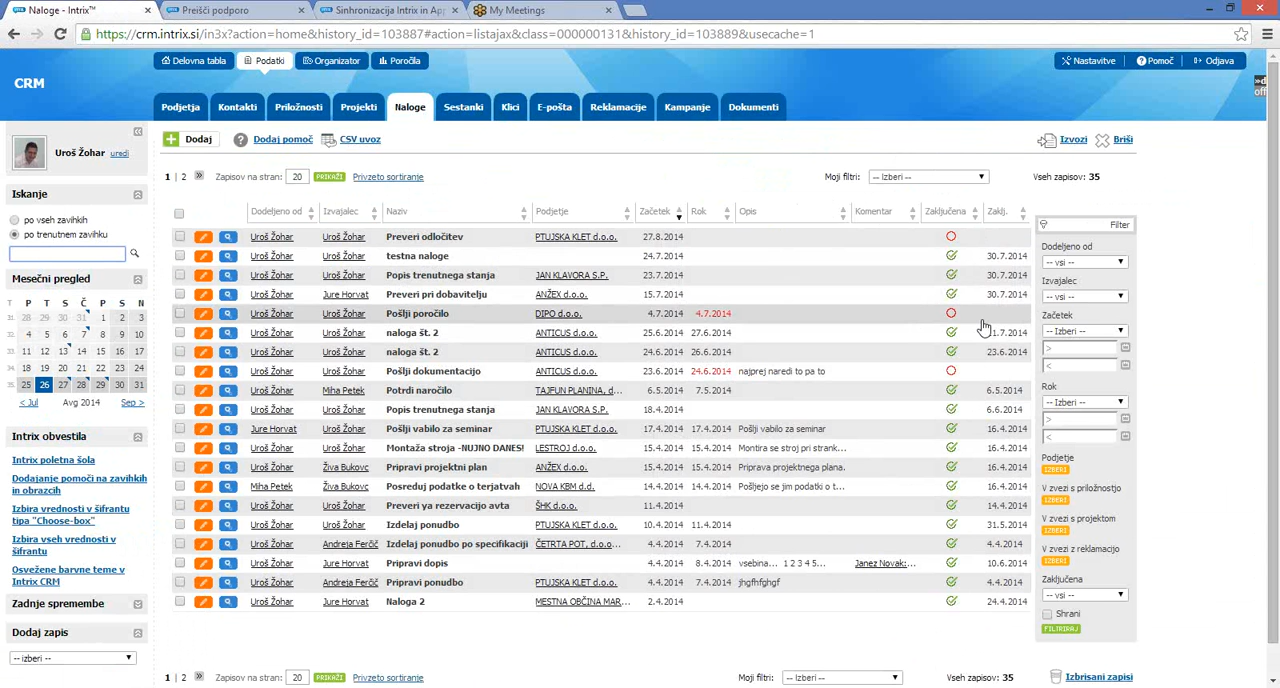 Naloge - Intrix™
Preišči podporo
Sinhronizacija Intrix in App
My Meetings
https://crm.intrix.si/in3x?action=home&history_id=103887#action=listajax&class=000000131&history_id=103889&usecache=1
CRM
Delovna tabla
Podatki
Organizator
Poročila
Nastavitve
Pomoč
Odjava
Podjetja
Kontakti
Priložnosti
Projekti
Naloge
Sestanki
Klici
E-pošta
Reklamacije
Kampanje
Dokumenti
Uroš Žohar uredi
Iskanje
po vseh zavihkih
po trenutnem zavihku
Mesečni pregled
T P T S Č P S N
31. 28 29 30 31 1 2 3
32. 4 5 6 7 8 9 10
33. 11 12 13 14 15 16 17
34. 18 19 20 21 22 23 24
35. 25 26 27 28 29 30 31
< Jul Avg 2014 Sep >
Intrix obvestila
Intrix poletna šola
Dodajanje pomoči na zavihkih
in obrazcih
Izbira vrednosti v šifrantu
tipa "Choose-box"
Izbira vseh vrednosti v
šifrantu
Osvežene barvne teme v
Intrix CRM
Zadnje spremembe
Dodaj zapis
-- izberi --
Dodaj
Dodaj pomoč
CSV uvoz
Izvozi
Briši
1 | 2 Zapisov na stran: 20 PRIKAŽI Privzeto sortiranje
Moji filtri: -- Izberi -- Vseh zapisov: 35
Dodeljeno od Izvajalec Naziv Podjetje Začetek Rok Opis Komentar Zaključena Zaklj.
Uroš Žohar Uroš Žohar Preveri odločitev PTUJSKA KLET d.o.o. 27.8.2014
Uroš Žohar Uroš Žohar testna naloge 24.7.2014 30.7.2014
Uroš Žohar Uroš Žohar Popis trenutnega stanja JAN KLAVORA S.P. 23.7.2014 30.7.2014
Uroš Žohar Jure Horvat Preveri pri dobavitelju ANŽEX d.o.o. 15.7.2014 30.7.2014
Uroš Žohar Uroš Žohar Pošlji poročilo DIPO d.o.o. 4.7.2014 4.7.2014
Uroš Žohar Uroš Žohar naloga št. 2 ANTICUS d.o.o. 25.6.2014 27.6.2014 1.7.2014
Uroš Žohar Uroš Žohar naloga št. 2 ANTICUS d.o.o. 24.6.2014 26.6.2014 23.6.2014
Uroš Žohar Uroš Žohar Pošlji dokumentacijo ANTICUS d.o.o. 23.6.2014 24.6.2014 najprej naredi to pa to
Uroš Žohar Miha Petek Potrdi naročilo TAJFUN PLANINA, d... 6.5.2014 7.5.2014 6.5.2014
Uroš Žohar Uroš Žohar Popis trenutnega stanja JAN KLAVORA S.P. 18.4.2014 6.6.2014
Jure Horvat Uroš Žohar Pošlji vabilo za seminar PTUJSKA KLET d.o.o. 17.4.2014 17.4.2014 Pošlji vabilo za seminar 16.4.2014
Uroš Žohar Uroš Žohar Montaža stroja -NUJNO DANES! LESTROJ d.o.o. 15.4.2014 15.4.2014 Montira se stroj pri strank... 16.4.2014
Uroš Žohar Živa Bukovc Pripravi projektni plan ANŽEX d.o.o. 15.4.2014 15.4.2014 Priprava projektnega plana. 16.4.2014
Miha Petek Živa Bukovc Posreduj podatke o terjatvah NOVA KBM d.d. 14.4.2014 14.4.2014 Pošljejo se jim podatki o t... 16.4.2014
Uroš Žohar Uroš Žohar Preveri ya rezervacijo avta ŠHK d.o.o. 11.4.2014 14.4.2014
Uroš Žohar Uroš Žohar Izdelaj ponudbo PTUJSKA KLET d.o.o. 10.4.2014 11.4.2014 31.5.2014
Uroš Žohar Andreja Ferčič Izdelaj ponudbo po specifikaciji ČETRTA POT, d.o.o... 4.4.2014 7.4.2014 4.4.2014
Uroš Žohar Jure Horvat Pripravi dopis 4.4.2014 8.4.2014 vsebina... 1 2 3 4 5... Janez Novak:... 10.6.2014
Uroš Žohar Andreja Ferčič Pripravi ponudbo PTUJSKA KLET d.o.o. 4.4.2014 7.4.2014 jhgfhfghgf 4.4.2014
Uroš Žohar Jure Horvat Naloga 2 MESTNA OBČINA MAR... 2.4.2014 24.4.2014
Filter
Dodeljeno od
-- vsi --
Izvajalec
-- vsi --
Začetek
-- Izberi --
>
<
Rok
-- Izberi --
>
<
Podjetje
IZBERI
V zvezi s priložnostjo
IZBERI
V zvezi s projektom
IZBERI
V zvezi z reklamacijo
IZBERI
Zaključena
-- vsi --
Shrani
FILTRIRAJ
1 | 2 Zapisov na stran: 20 PRIKAŽI Privzeto sortiranje
Moji filtri: -- Izberi -- Vseh zapisov: 35
Izbrisani zapisi